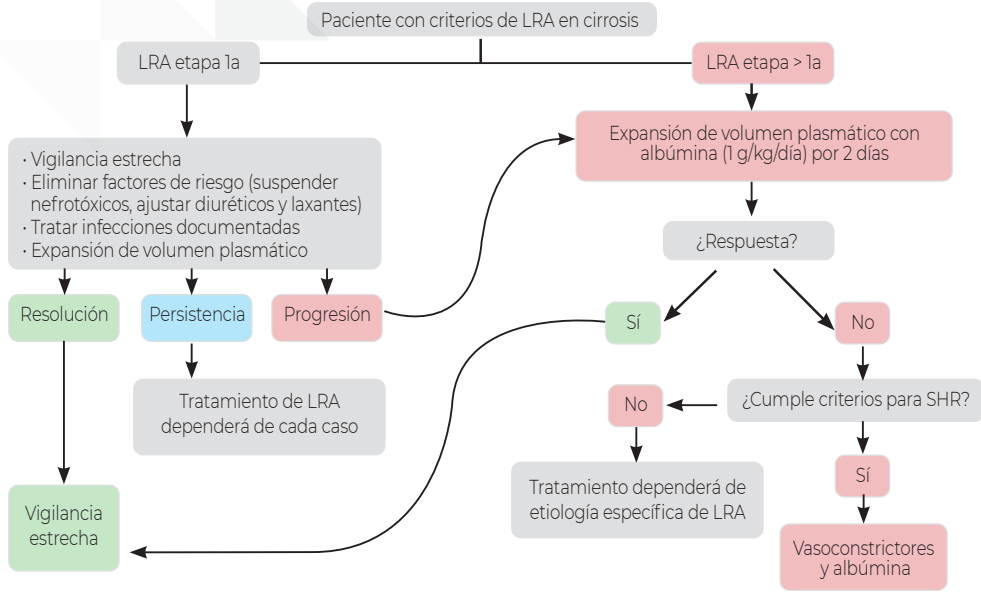 Paciente con criterios de LRA en cirrosis
LRA etapa 1a
LRA etapa > 1a
· Vigilancia estrecha
· Eliminar factores de riesgo (suspender
nefrotóxicos, ajustar diuréticos y laxantes)
· Tratar infecciones documentadas
· Expansión de volumen plasmático
Expansión de volumen plasmático con
albúmina (1 g/kg/día) por 2 días
¿Respuesta?
Resolución
Persistencia
Progresión
Sí
No
Tratamiento de LRA
dependerá de cada caso
No
¿Cumple criterios para SHR?
Vigilancia
estrecha
Tratamiento dependerá de
etiología específica de LRA
Sí
Vasoconstrictores
y albúmina